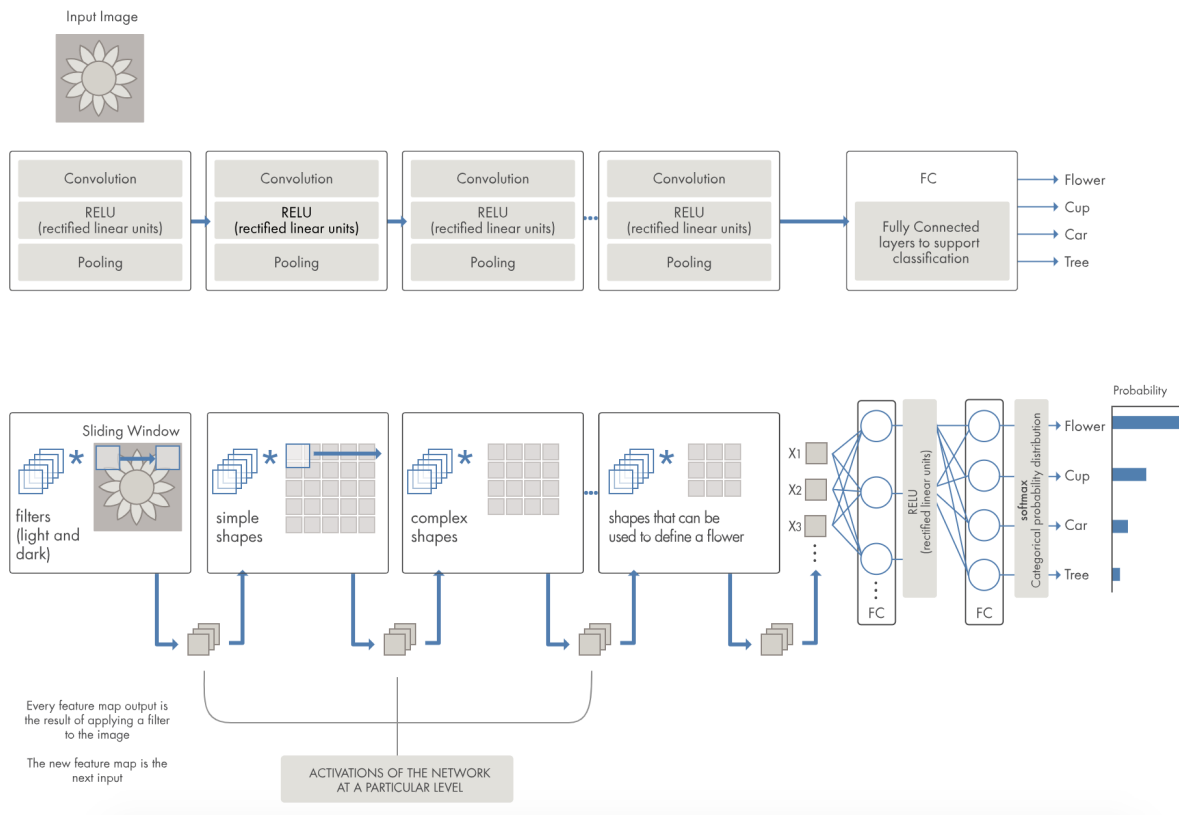 Input Image
Convolution
RELU
(rectified linear units)
Pooling
Convolution
RELU
(rectified linear units)
Pooling
Convolution
RELU
(rectified linear units)
Pooling
Convolution
RELU
(rectified linear units)
Pooling
FC
Fully Connected
layers to support
classification
Flower
Cup
Car
Tree
Sliding Window
*
filters
(light and
dark)
*
simple
shapes
*
complex
shapes
*
shapes that can be
used to define a flower
X1
X2
X3
FC
RELU
(rectified linear units)
FC
softmax
Categorical probability distribution
Probability
Flower
Cup
Car
Tree
Every feature map output is
the result of applying a filter
to the image
The new feature map is the
next input
ACTIVATIONS OF THE NETWORK
AT A PARTICULAR LEVEL